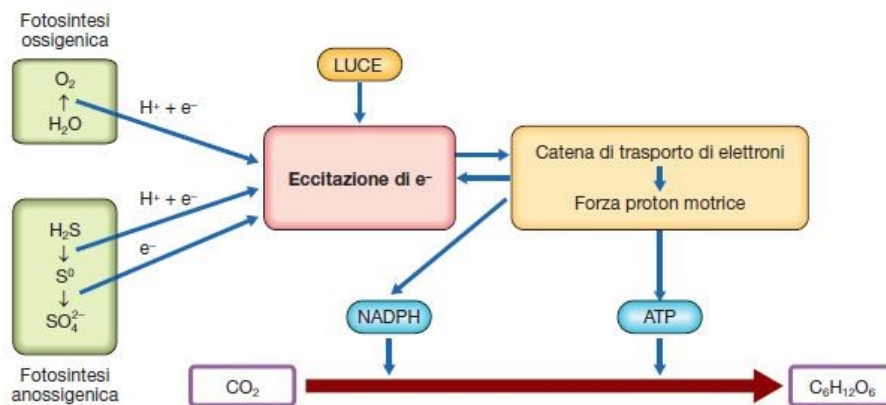 Fotosintesi
ossigenica
O₂
↑
H₂O
H⁺ + e⁻
LUCE
Eccitazione di e⁻
Catena di trasporto di elettroni
Forza proton motrice
H₂S
↓
S⁰
↓
SO₄²⁻
H⁺ + e⁻
e⁻
Fotosintesi
anossigenica
NADPH
ATP
CO₂
C₆H₁₂O₆